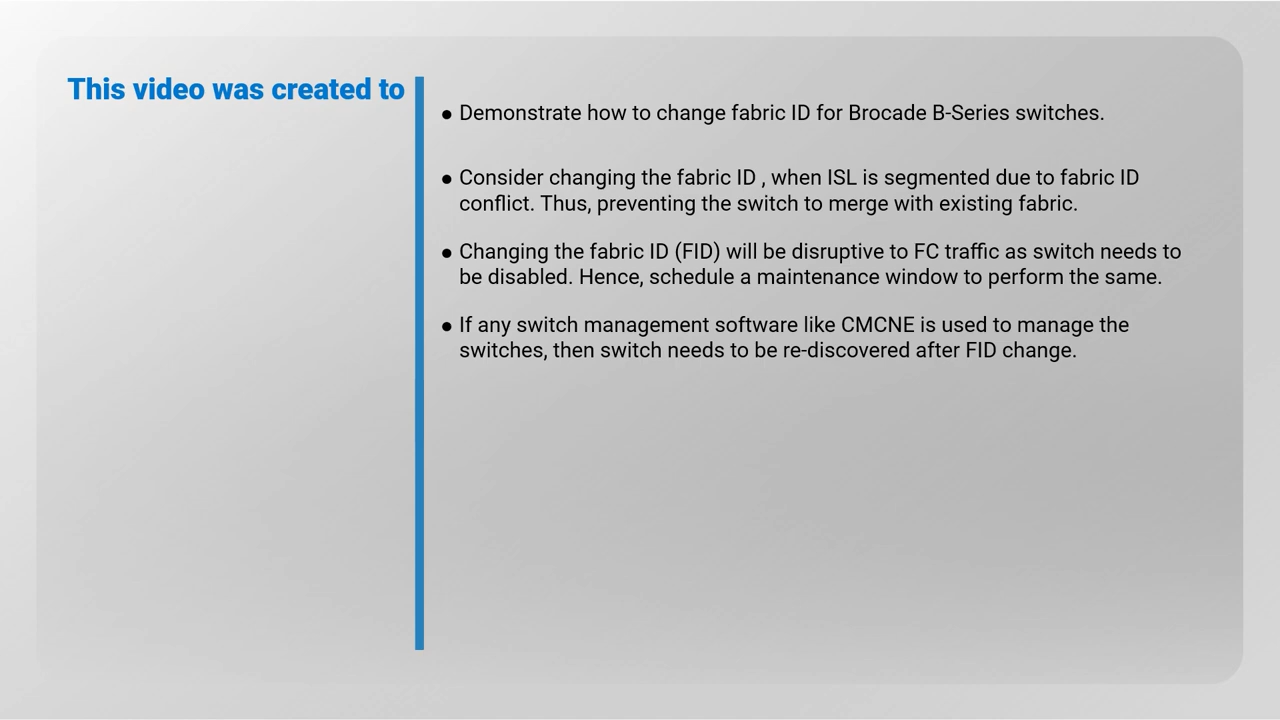 This video was created to
● Demonstrate how to change fabric ID for Brocade B-Series switches.
● Consider changing the fabric ID , when ISL is segmented due to fabric ID
conflict. Thus, preventing the switch to merge with existing fabric.
● Changing the fabric ID (FID) will be disruptive to FC traffic as switch needs to
be disabled. Hence, schedule a maintenance window to perform the same.
● If any switch management software like CMCNE is used to manage the
switches, then switch needs to be re-discovered after FID change.